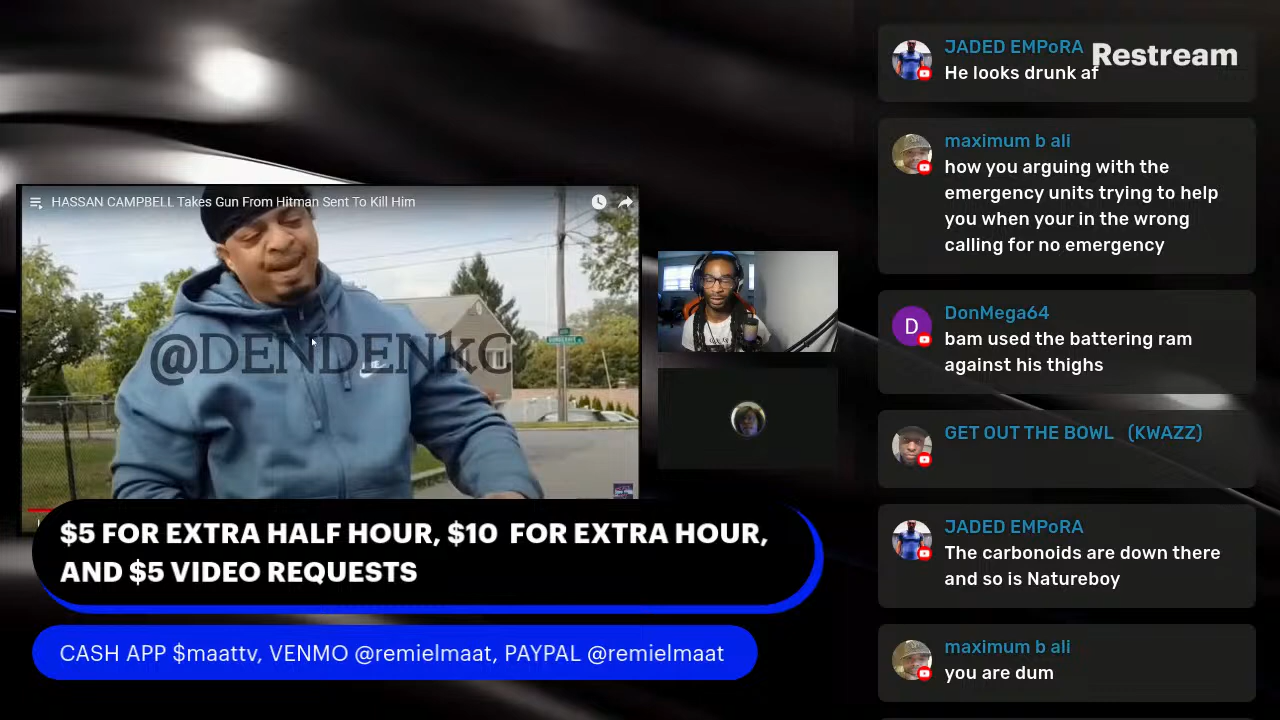 HASSAN CAMPBELL Takes Gun From Hitman Sent To Kill Him
@DENDENKG
$5 FOR EXTRA HALF HOUR, $10 FOR EXTRA HOUR,
AND $5 VIDEO REQUESTS
CASH APP $maattv, VENMO @remielmaat, PAYPAL @remielmaat
Restream
JADED EMPoRA
He looks drunk af
maximum b ali
how you arguing with the
emergency units trying to help
you when your in the wrong
calling for no emergency
D
DonMega64
bam used the battering ram
against his thighs
GET OUT THE BOWL (KWAZZ)
JADED EMPoRA
The carbonoids are down there
and so is Natureboy
maximum b ali
you are dum